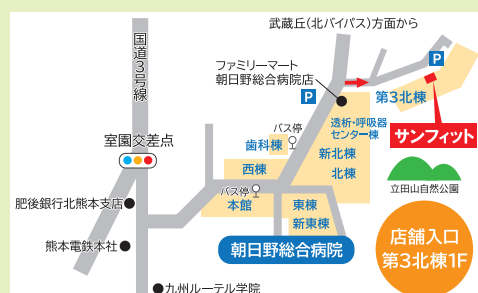 武蔵丘(北バイパス)方面から
国道3号線
ファミリーマート
朝日野総合病院店
P
P
第3北棟
サンフィット
透析・呼吸器
センター棟
バス停
歯科棟
新北棟
北棟
西棟
室園交差点
立田山自然公園
バス停
本館
東棟
新東棟
肥後銀行北熊本支店
熊本電鉄本社
朝日野総合病院
店舗入口
第3北棟1F
九州ルーテル学院